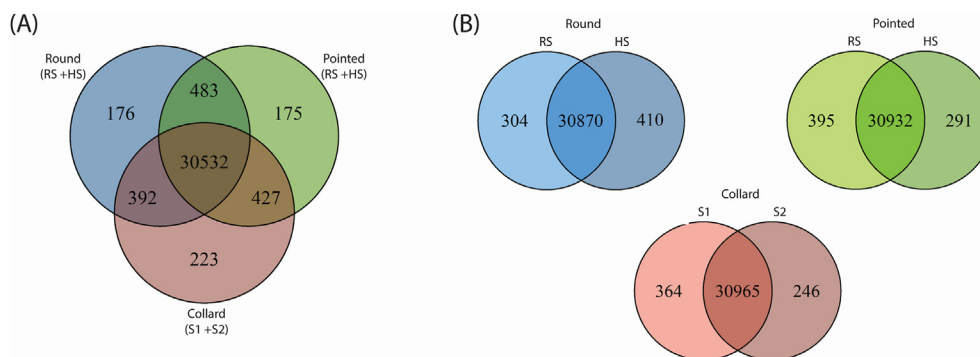 (A)
Round
(RS +HS)
Pointed
(RS +HS)
483
176
175
30532
392
427
223
Collard
(S1 +S2)
(B)
Round
RS
HS
304
30870
410
Pointed
RS
HS
395
30932
291
Collard
S1
S2
364
30965
246